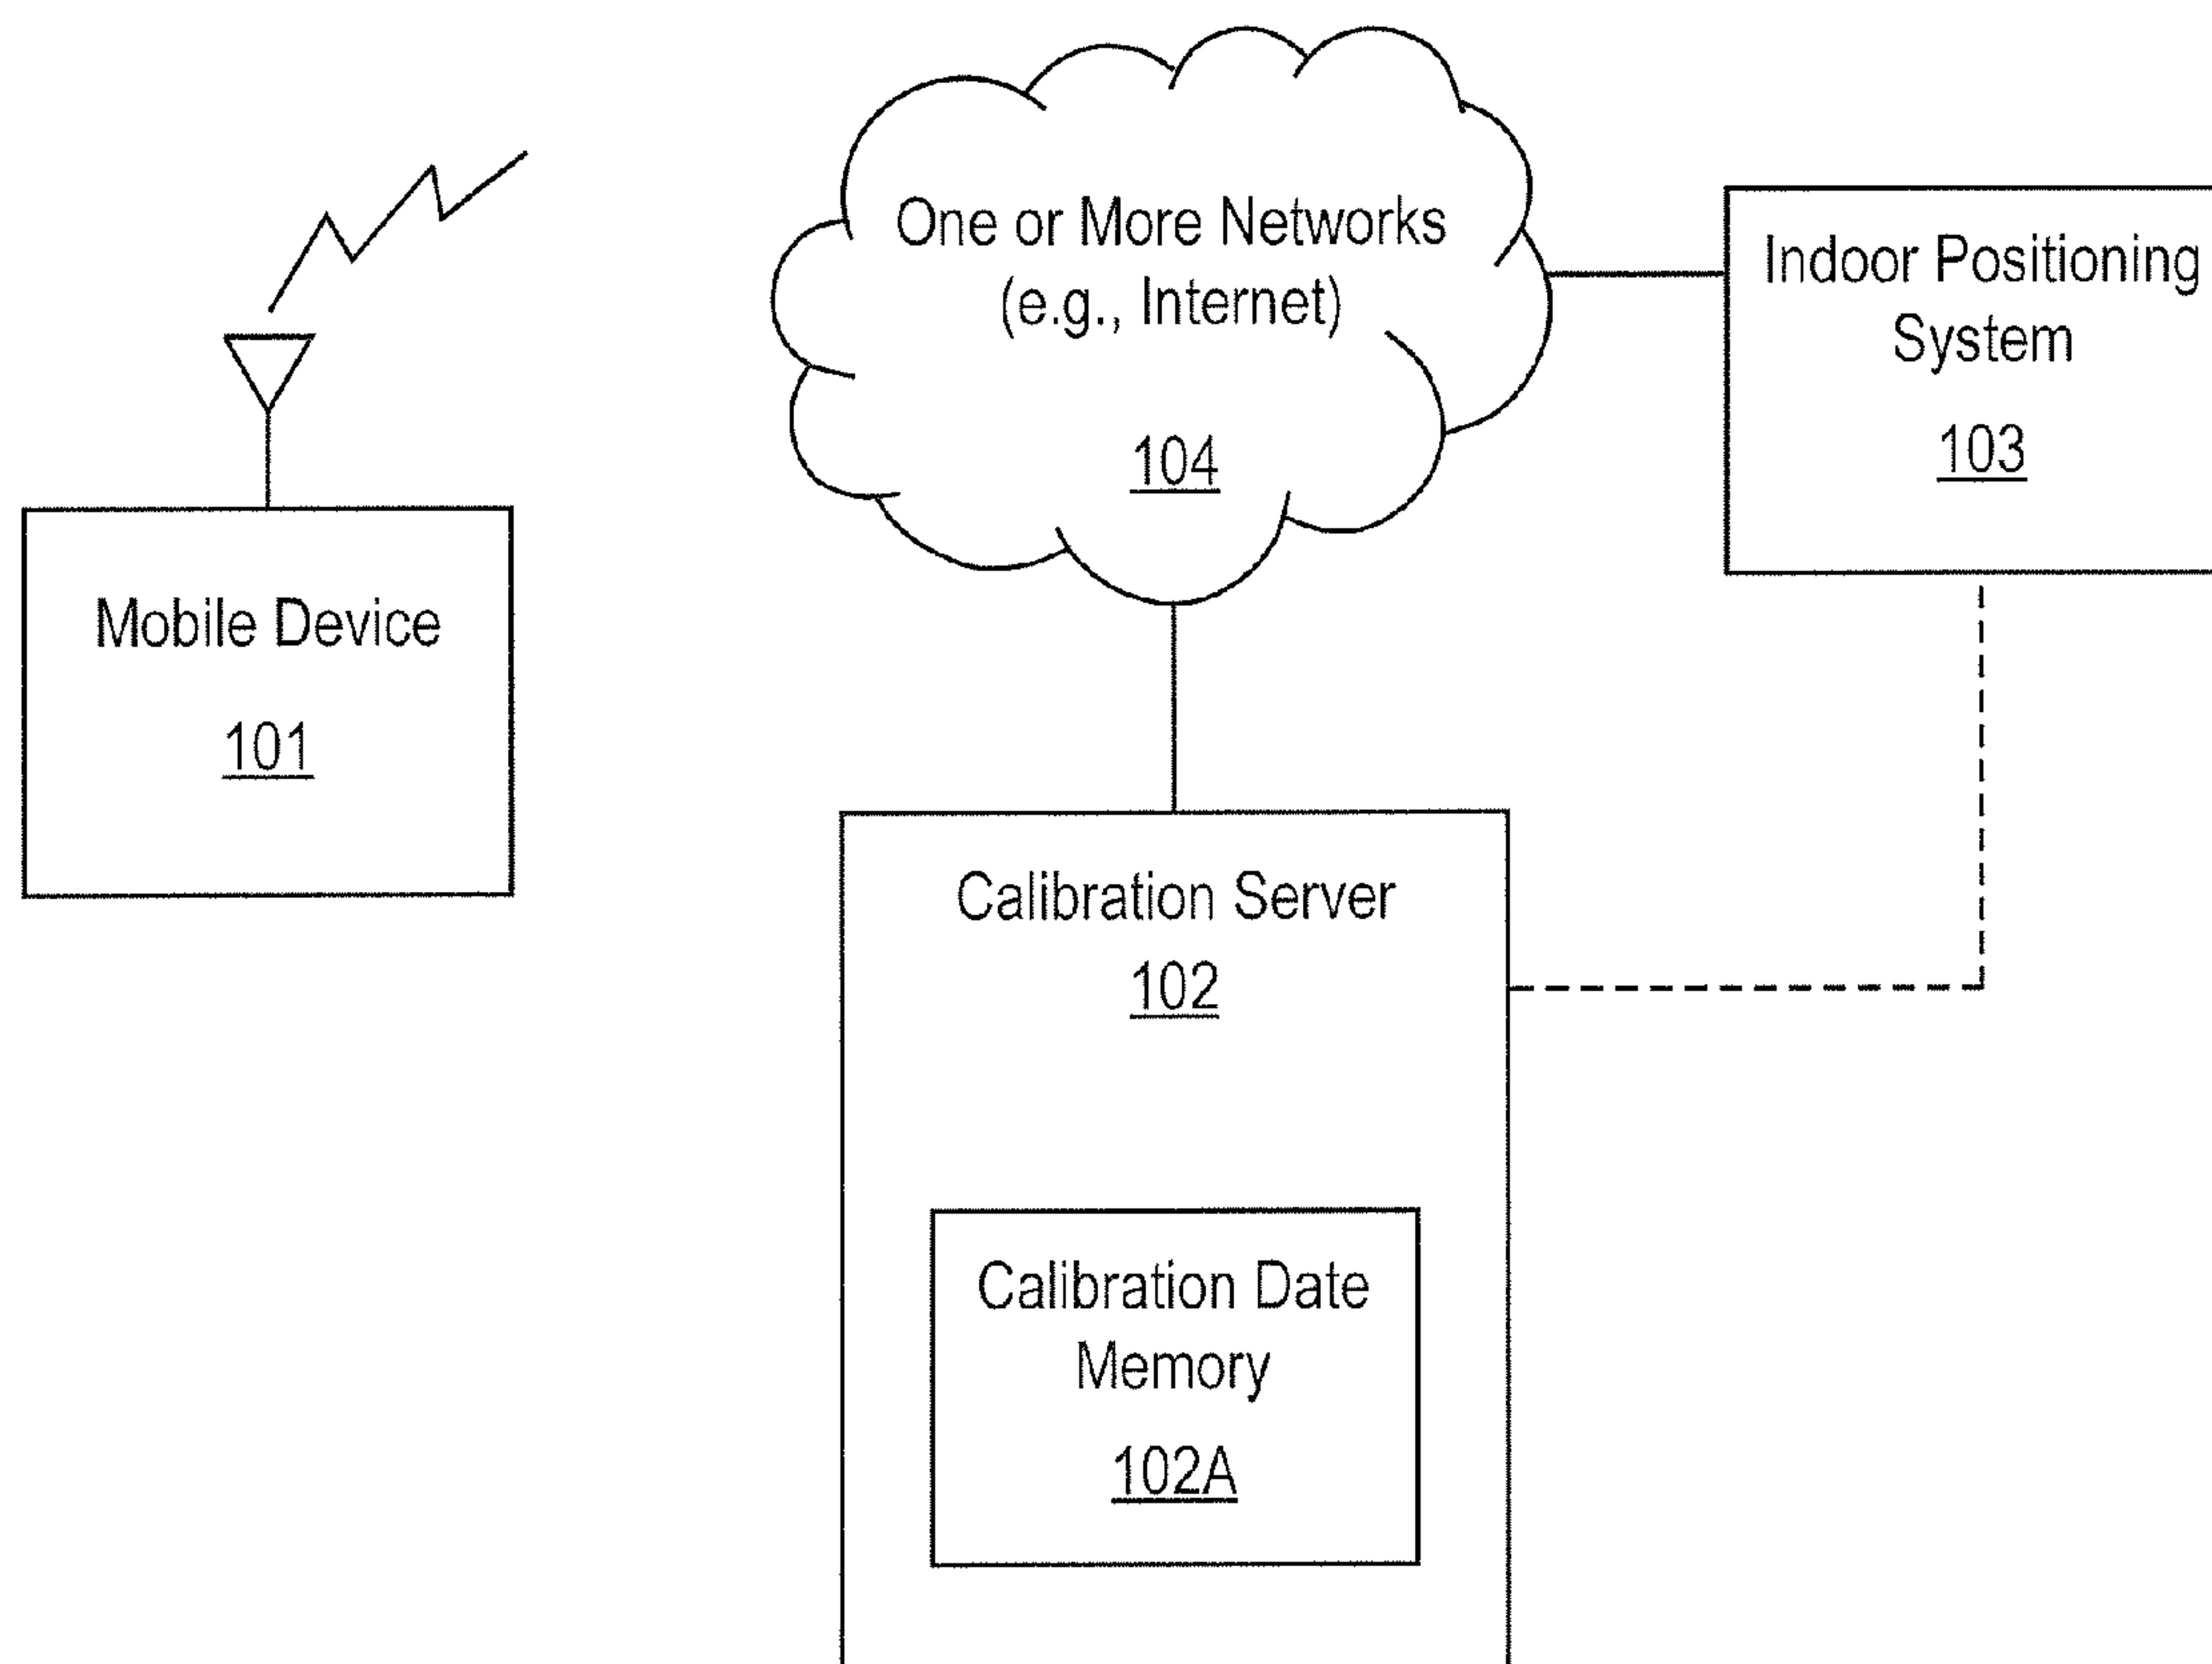 One or More Networks
(e.g., Internet)
104
Indoor Positioning
System
103
Mobile Device
101
Calibration Server
102
Calibration Date
Memory
102A